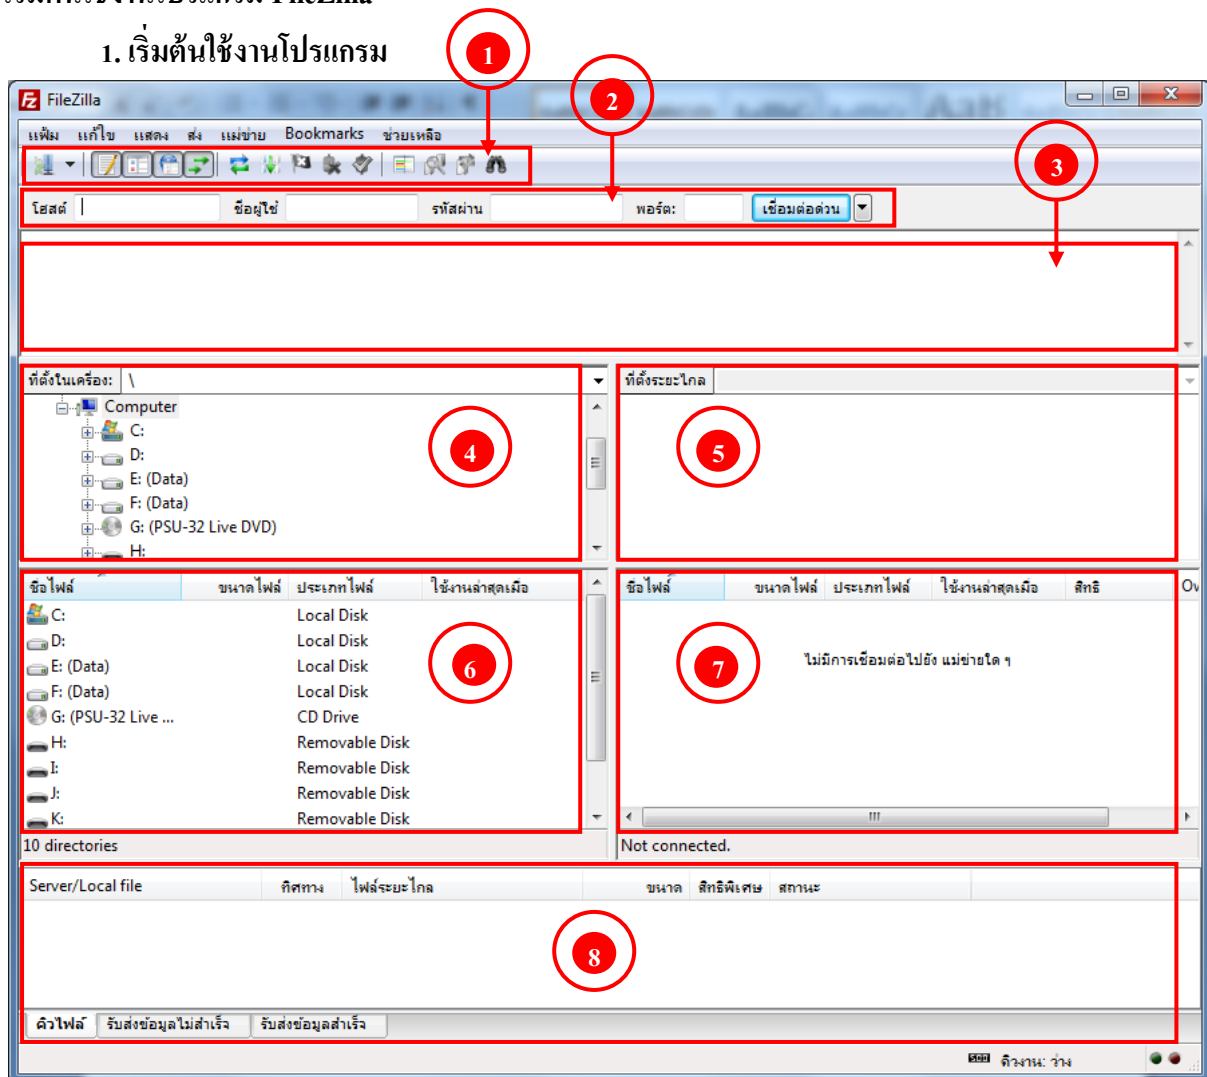 1. เริ่มต้นใช้งานโปรแกรม
1
2
3
FileZilla
แฟ้ม แก้ไข แสดง ส่ง แม่ข่าย Bookmarks ช่วยเหลือ
โฮสต์ ชื่อผู้ใช้ รหัสผ่าน พอร์ต: เชื่อมต่อด่วน
ที่ตั้งในเครื่อง: \
Computer
C:
D:
E: (Data)
F: (Data)
G: (PSU-32 Live DVD)
H:
4
ที่ตั้งระยะไกล
5
ชื่อไฟล์ ขนาดไฟล์ ประเภทไฟล์ ใช้งานล่าสุดเมื่อ
C: Local Disk
D: Local Disk
E: (Data) Local Disk
F: (Data) Local Disk
G: (PSU-32 Live ... CD Drive
H: Removable Disk
I: Removable Disk
J: Removable Disk
K: Removable Disk
6
10 directories
ชื่อไฟล์ ขนาดไฟล์ ประเภทไฟล์ ใช้งานล่าสุดเมื่อ สิทธิ Ov
ไม่มีการเชื่อมต่อไปยัง แม่ข่ายใด ๆ
7
Not connected.
Server/Local file ทิศทาง ไฟล์ระยะไกล ขนาด สิทธิพิเศษ สถานะ
8
คิวไฟล์ รับส่งข้อมูลไม่สำเร็จ รับส่งข้อมูลสำเร็จ
คิวงาน: ว่าง